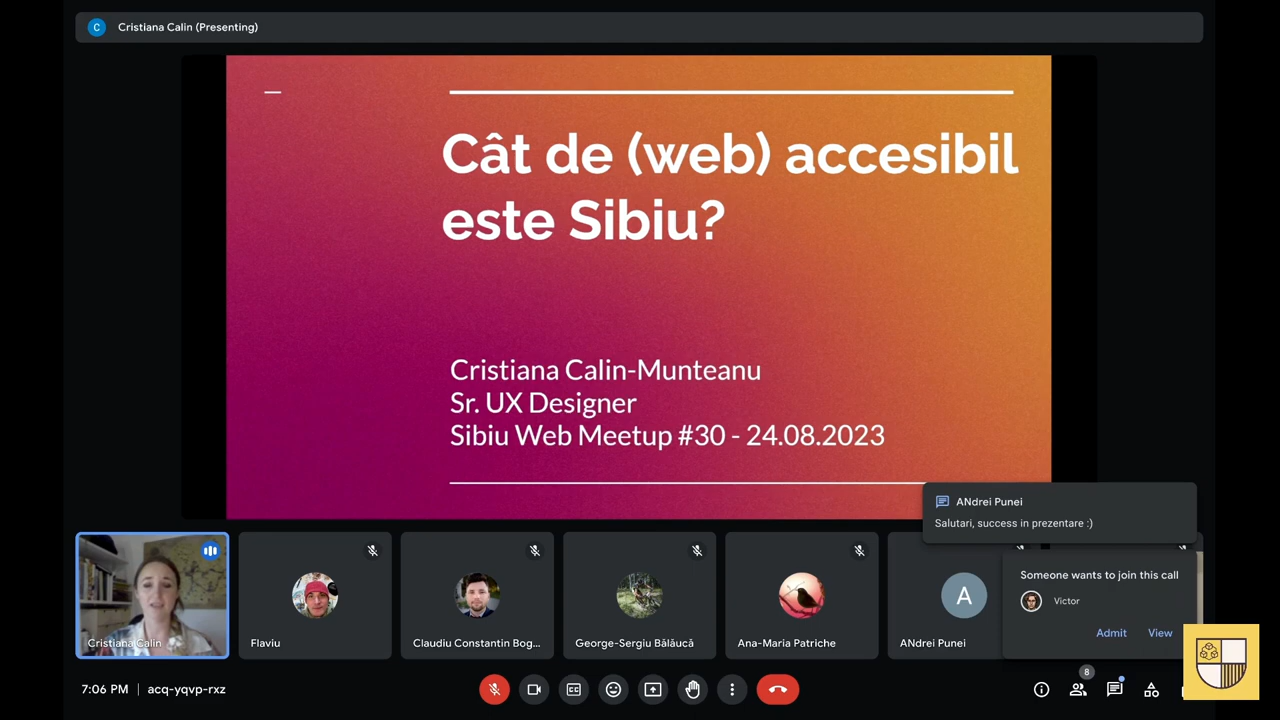 C
Cristiana Calin (Presenting)
Cât de (web) accesibil
este Sibiu?
Cristiana Calin-Munteanu
Sr. UX Designer
Sibiu Web Meetup #30 - 24.08.2023
ANdrei Punei
Salutari, success in prezentare :)
Someone wants to join this call
Victor
Admit
View
A
Cristiana Calin
Flaviu
Claudiu Constantin Bog...
George-Sergiu Bălăucă
Ana-Maria Patriche
ANdrei Punei
7:06 PM | acq-yqvp-rxz
CC
8